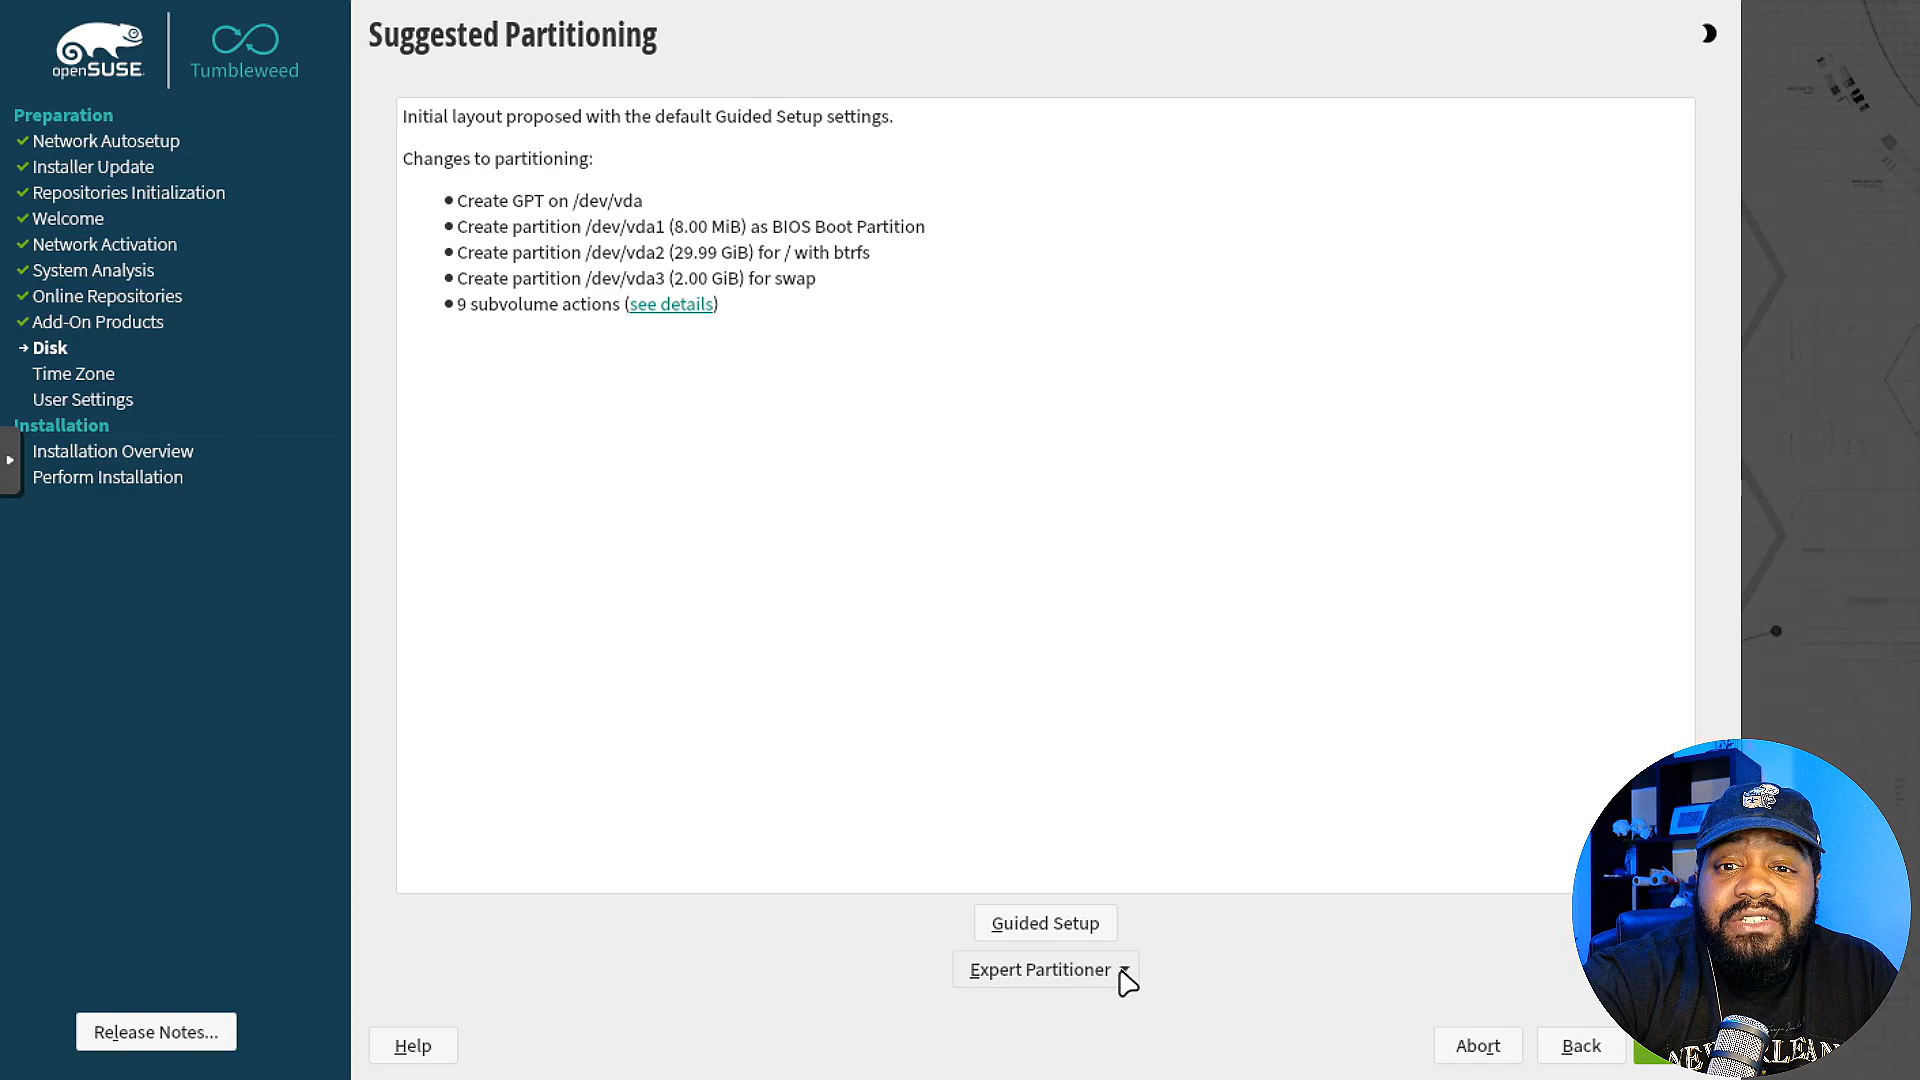 openSUSE
Tumbleweed
Suggested Partitioning
Preparation
Network Autosetup
Installer Update
Repositories Initialization
Welcome
Network Activation
System Analysis
Online Repositories
Add-On Products
Disk
Time Zone
User Settings
Installation
Installation Overview
Perform Installation
Release Notes...
Initial layout proposed with the default Guided Setup settings.
Changes to partitioning:
Create GPT on /dev/vda
Create partition /dev/vda1 (8.00 MiB) as BIOS Boot Partition
Create partition /dev/vda2 (29.99 GiB) for / with btrfs
Create partition /dev/vda3 (2.00 GiB) for swap
9 subvolume actions (see details)
Guided Setup
Expert Partitioner
Help
Abort
Back